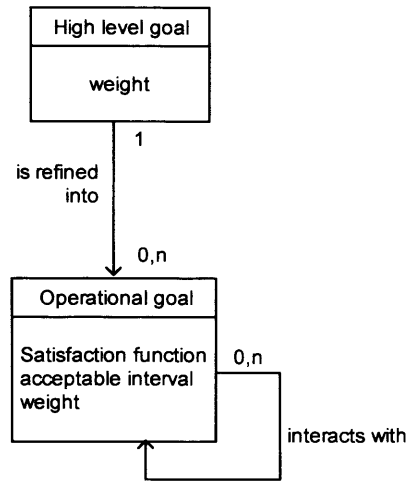 High level goal
weight
1
is refined
into
0,n
Operational goal
Satisfaction function
acceptable interval
weight
0,n
interacts with